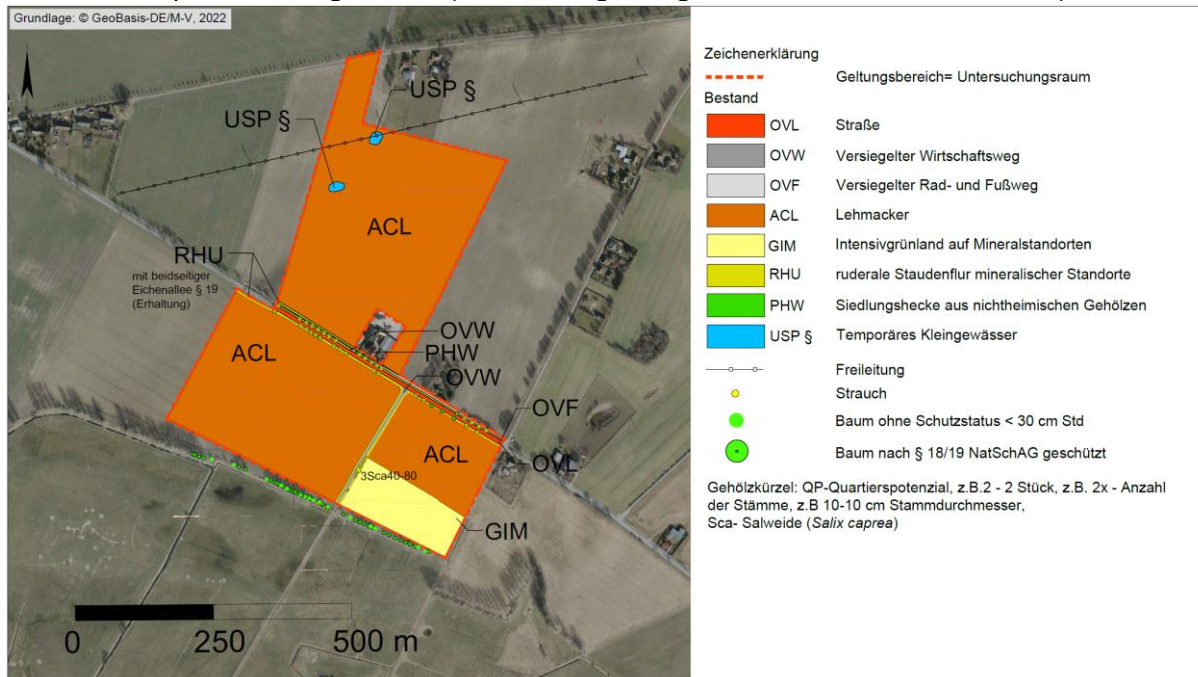 Grundlage: © GeoBasis-DE/M-V, 2022
USP §
USP §
ACL
RHU
mit beidseitiger
Eichenallee § 19
(Erhaltung)
OVW
PHW
OVW
ACL
OVF
ACL
OVL
3Sca40-80
GIM
0 250 500 m
Zeichenerklärung
Geltungsbereich= Untersuchungsraum
Bestand
OVL Straße
OVW Versiegelter Wirtschaftsweg
OVF Versiegelter Rad- und Fußweg
ACL Lehmacker
GIM Intensivgrünland auf Mineralstandorten
RHU ruderale Staudenflur mineralischer Standorte
PHW Siedlungshecke aus nichtheimischen Gehölzen
USP § Temporäres Kleingewässer
Freileitung
Strauch
Baum ohne Schutzstatus < 30 cm Std
Baum nach § 18/19 NatSchAG geschützt
Gehölzkürzel: QP-Quartierspotenzial, z.B.2 - 2 Stück, z.B. 2x - Anzahl
der Stämme, z.B 10-10 cm Stammdurchmesser,
Sca- Salweide (Salix caprea)